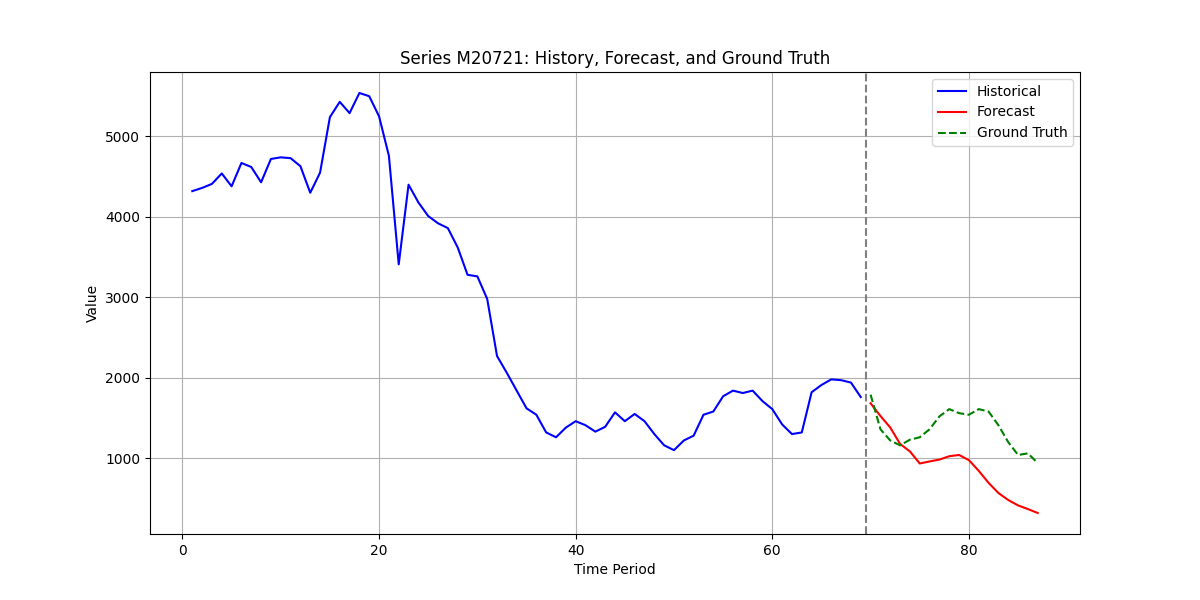 Series M20721: History, Forecast, and Ground Truth
Historical
Forecast
Ground Truth
5000
4000
3000
2000
1000
Value
0
20
40
60
80
Time Period